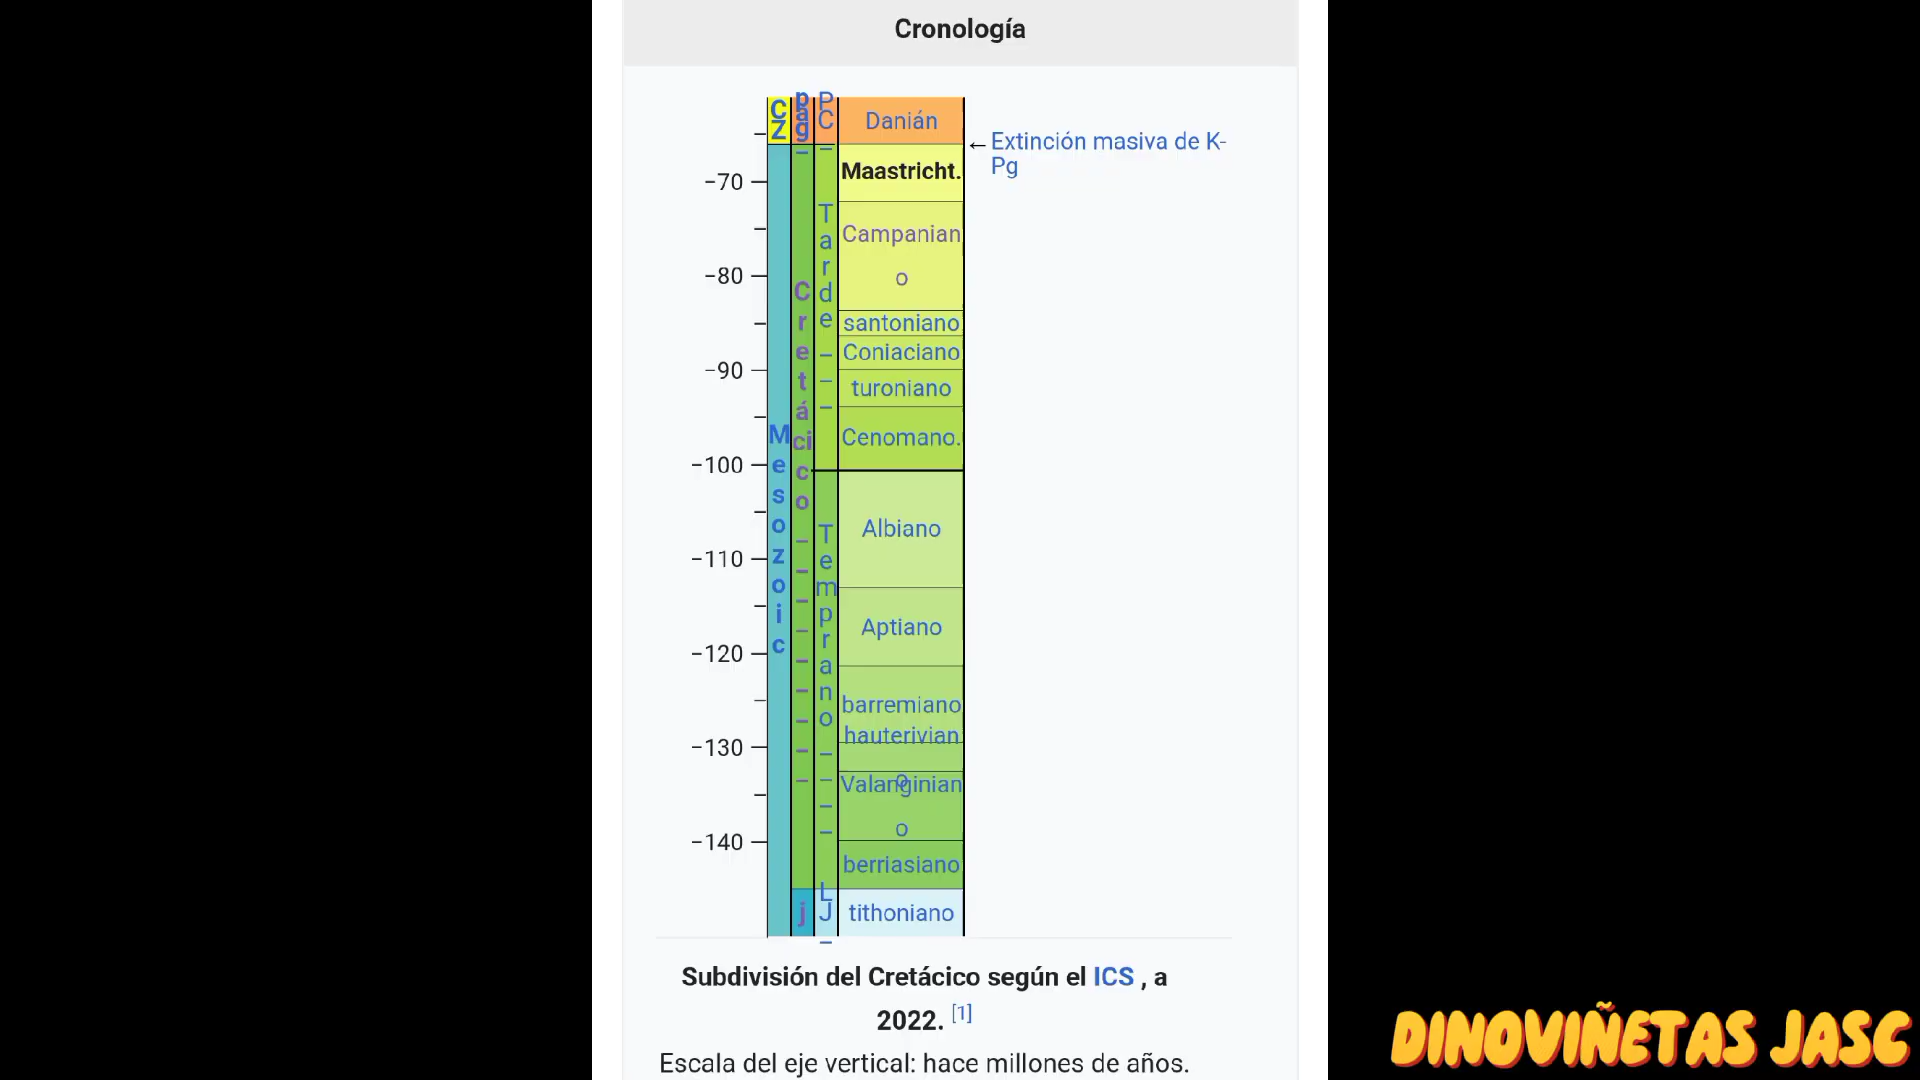 Cronología
CZ
Pag
PC
Danián
← Extinción masiva de K-
Pg
Maastricht.
−70
Tarde
Campanian
o
−80
Cretácico
santoniano
Coniaciano
−90
turoniano
Cenomano.
Mesozoic
−100
Albiano
Temprano
−110
Aptiano
−120
barremiano
hauterivian
o
−130
Valanginian
o
−140
berriasiano
j
LJ
tithoniano
Subdivisión del Cretácico según el ICS , a
2022. [1]
Escala del eje vertical: hace millones de años.
DINOVIÑETAS JASC